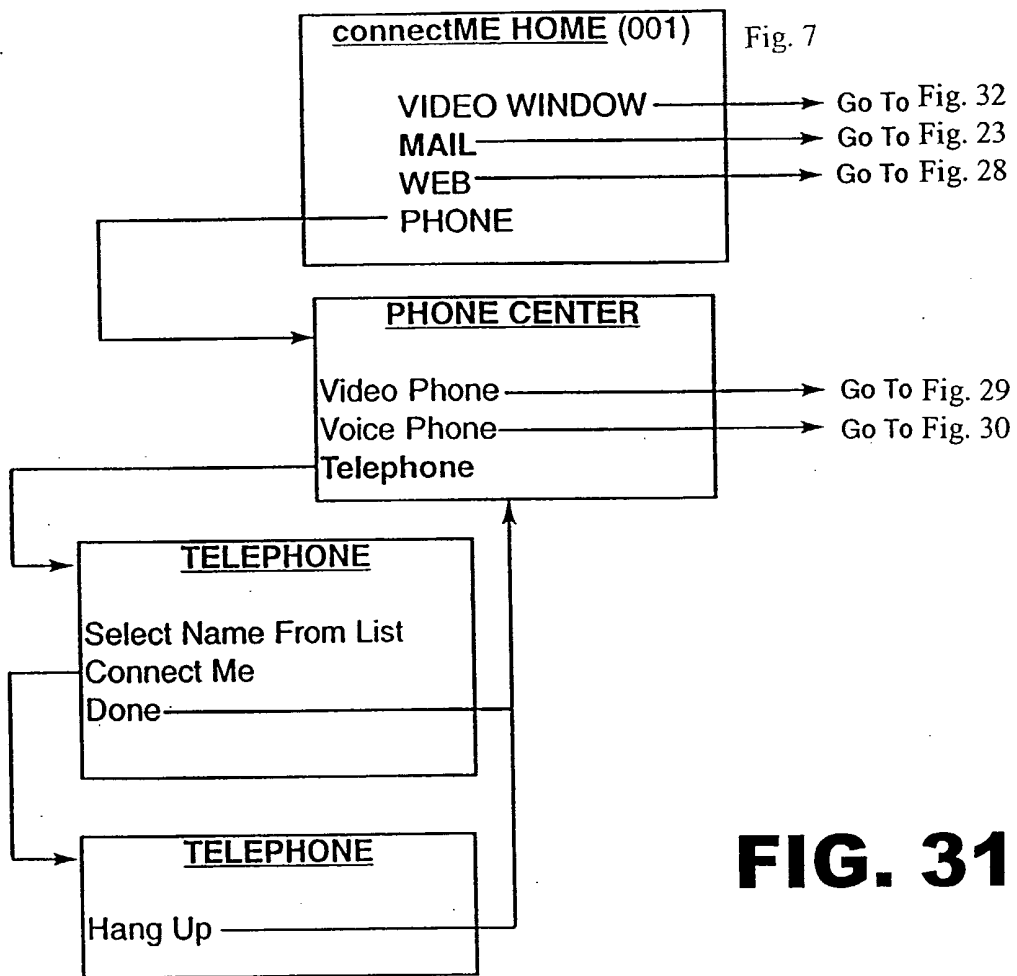 connectME HOME (001) Fig. 7
VIDEO WINDOW Go To Fig. 32
MAIL Go To Fig. 23
WEB Go To Fig. 28
PHONE
PHONE CENTER
Video Phone Go To Fig. 29
Voice Phone Go To Fig. 30
Telephone
TELEPHONE
Select Name From List
Connect Me
Done
TELEPHONE
Hang Up
FIG. 31